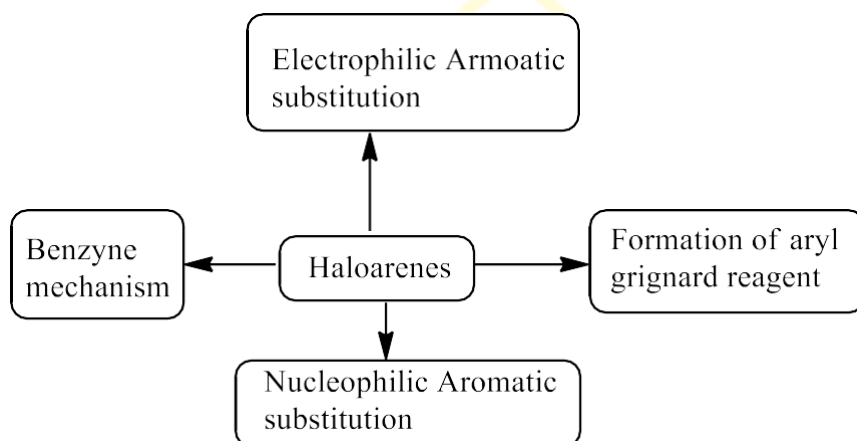 Electrophilic Armoatic
substitution
Benzyne
mechanism
Haloarenes
Formation of aryl
grignard reagent
Nucleophilic Aromatic
substitution